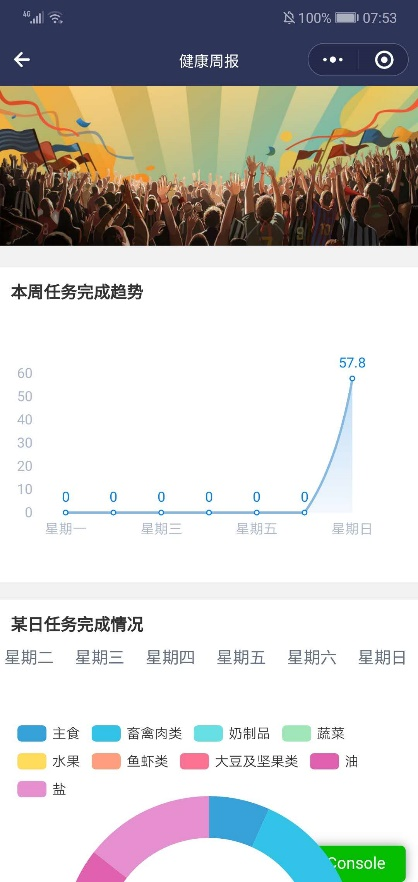 4G 100% 07:53
健康周报
本周任务完成趋势
57.8
60
50
40
30
20
10
0 0 0 0 0 0
0
星期一 星期三 星期五 星期日
某日任务完成情况
星期二 星期三 星期四 星期五 星期六 星期日
主食 畜禽肉类 奶制品 蔬菜
水果 鱼虾类 大豆及坚果类 油
盐
Console